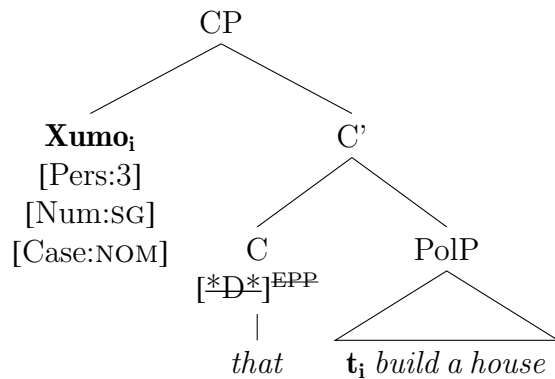 CP
Xumoi C'
[Pers:3]
[Num:SG]
[Case:NOM] C PolP
[*D*]EPP
that ti build a house